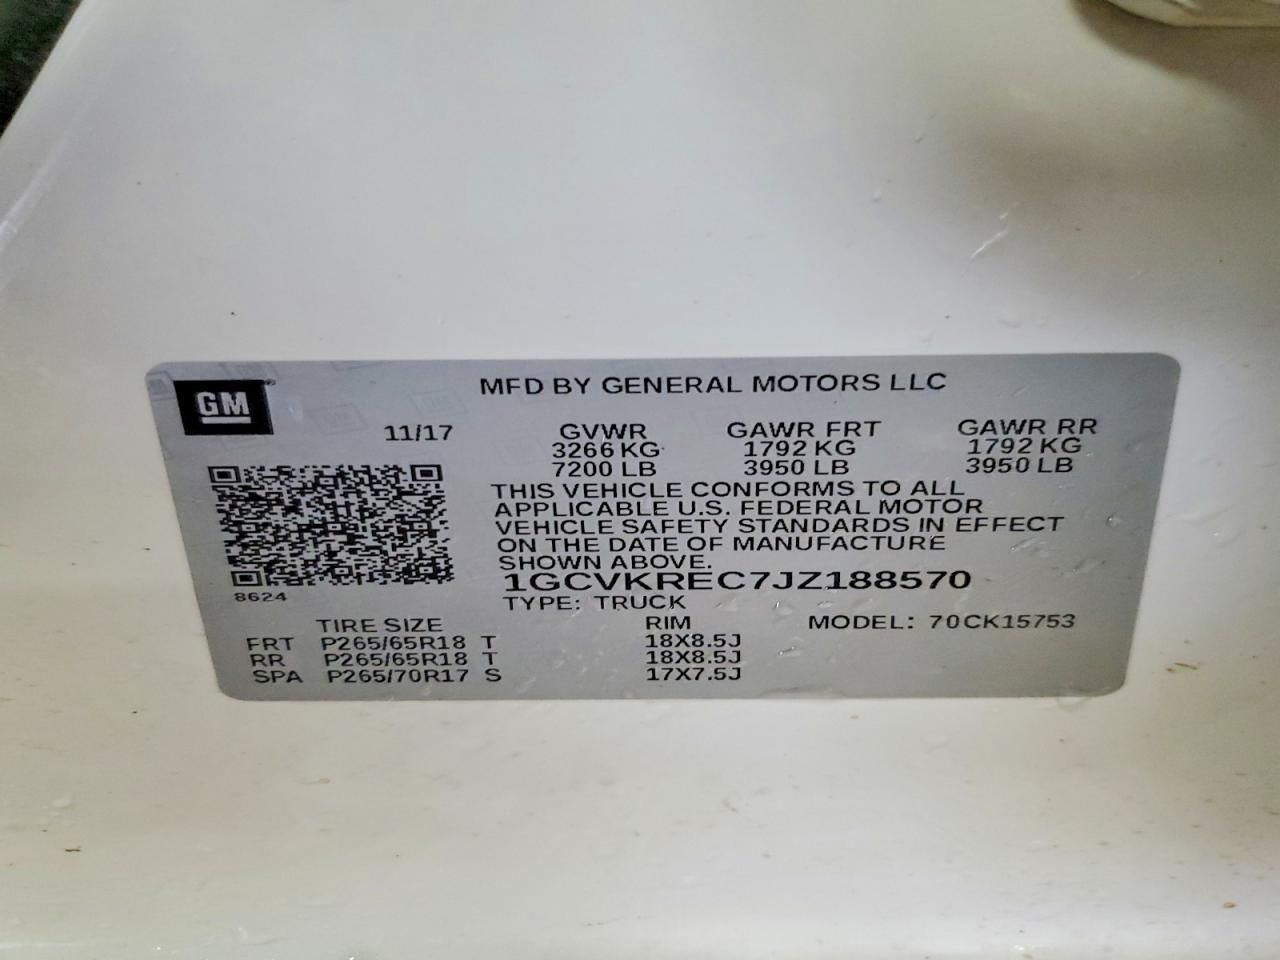 GM
MFD BY GENERAL MOTORS LLC
11/17 GVWR GAWR FRT GAWR RR
3266 KG 1792 KG 1792 KG
7200 LB 3950 LB 3950 LB
THIS VEHICLE CONFORMS TO ALL
APPLICABLE U.S. FEDERAL MOTOR
VEHICLE SAFETY STANDARDS IN EFFECT
ON THE DATE OF MANUFACTURE
SHOWN ABOVE.
1GCVKREC7JZ188570
8624
TYPE: TRUCK
TIRE SIZE RIM MODEL: 70CK15753
FRT P265/65R18 T 18X8.5J
RR P265/65R18 T 18X8.5J
SPA P265/70R17 S 17X7.5J